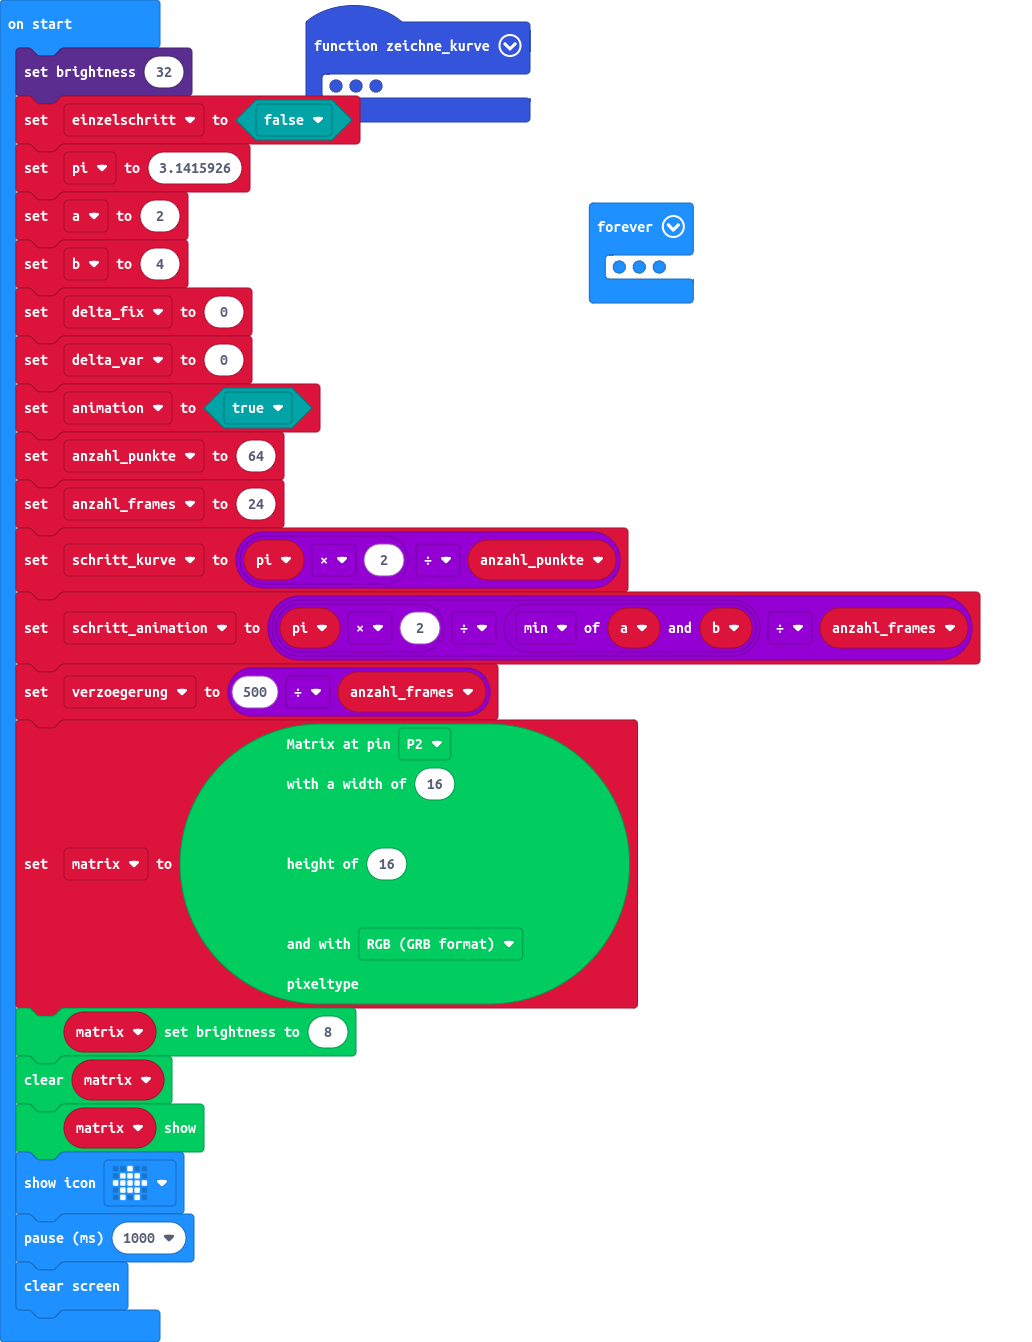 on start
set brightness 32
set einzelschritt to false
set pi to 3.1415926
set a to 2
set b to 4
set delta_fix to 0
set delta_var to 0
set animation to true
set anzahl_punkte to 64
set anzahl_frames to 24
set schritt_kurve to pi × 2 ÷ anzahl_punkte
set schritt_animation to pi × 2 ÷ min of a and b ÷ anzahl_frames
set verzoegerung to 500 ÷ anzahl_frames
set matrix to
Matrix at pin P2
with a width of 16
height of 16
and with RGB (GRB format)
pixeltype
matrix set brightness to 8
clear matrix
matrix show
show icon
pause (ms) 1000
clear screen
function zeichne_kurve
forever